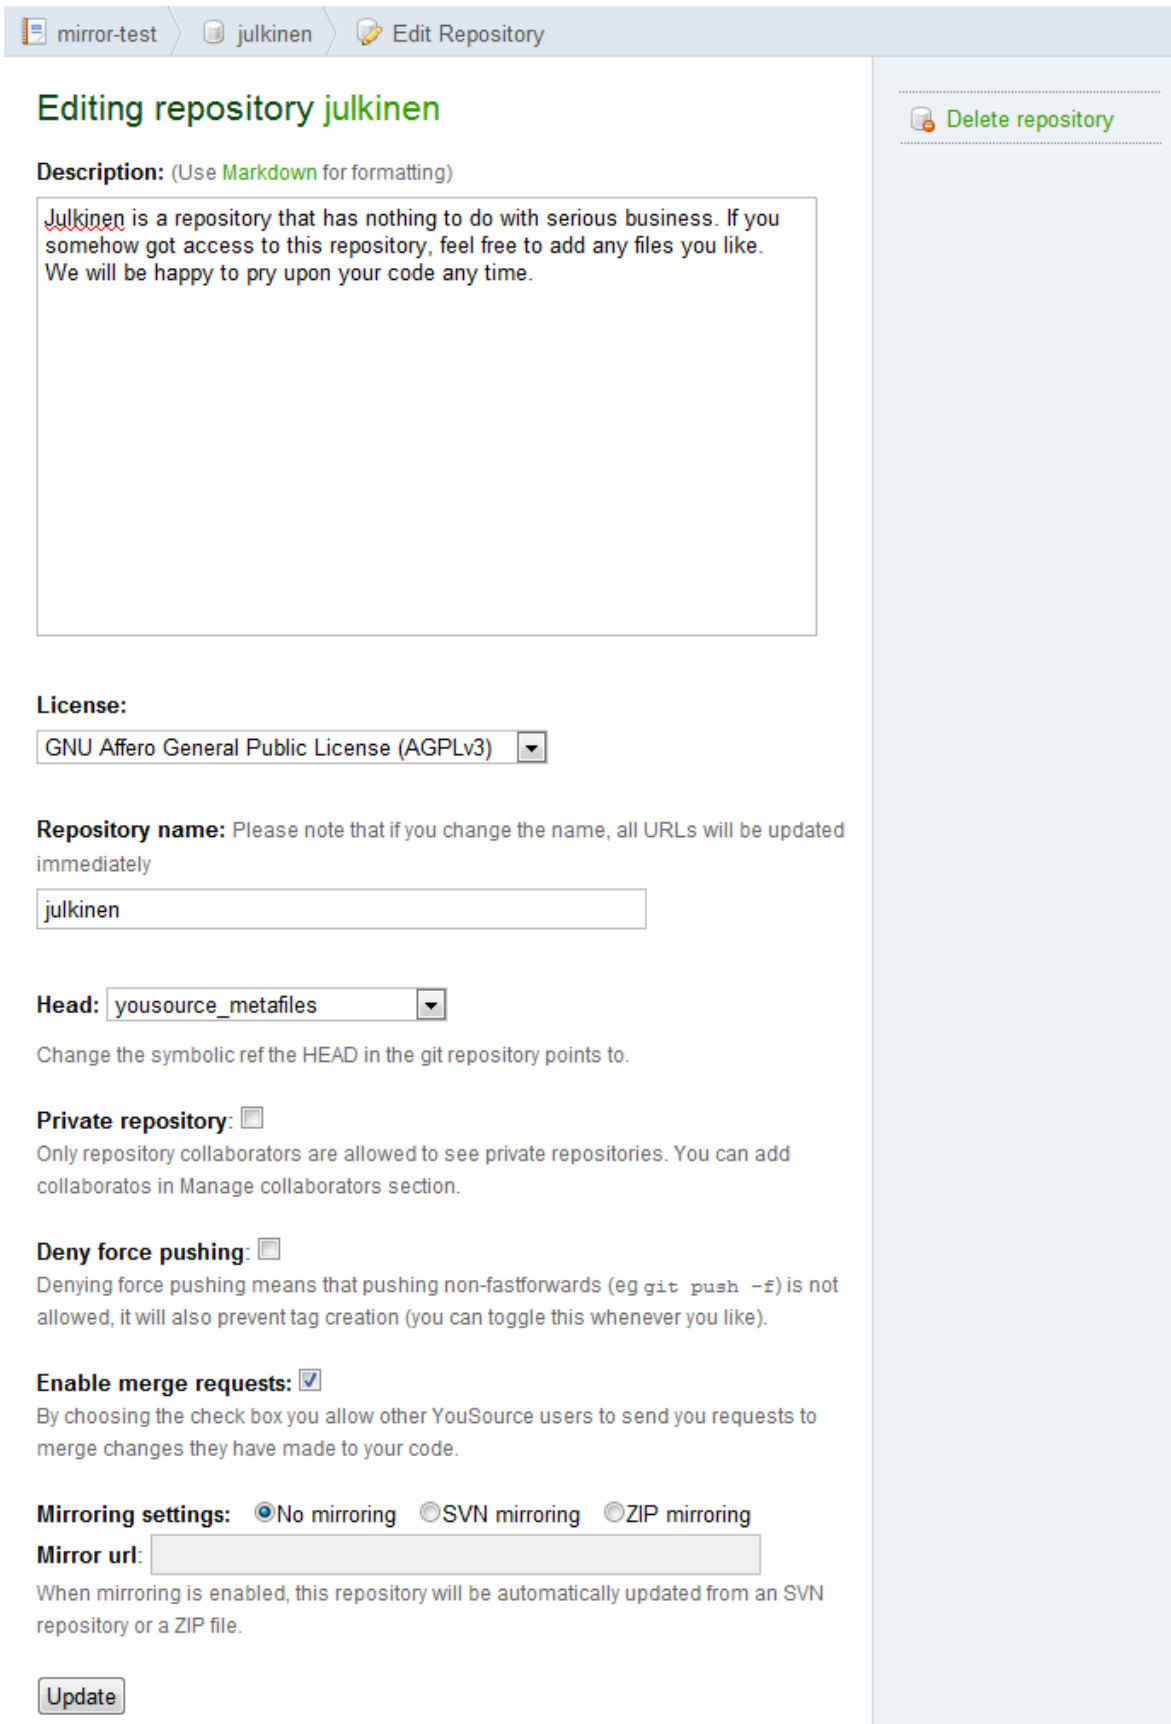 mirror-test julkinen Edit Repository
Editing repository julkinen
Delete repository
Description: (Use Markdown for formatting)
Julkinen is a repository that has nothing to do with serious business. If you
somehow got access to this repository, feel free to add any files you like.
We will be happy to pry upon your code any time.
License:
GNU Affero General Public License (AGPLv3)
Repository name: Please note that if you change the name, all URLs will be updated
immediately
julkinen
Head: yousource_metafiles
Change the symbolic ref the HEAD in the git repository points to.
Private repository:
Only repository collaborators are allowed to see private repositories. You can add
collaboratos in Manage collaborators section.
Deny force pushing:
Denying force pushing means that pushing non-fastforwards (eg git push -f) is not
allowed, it will also prevent tag creation (you can toggle this whenever you like).
Enable merge requests:
By choosing the check box you allow other YouSource users to send you requests to
merge changes they have made to your code.
Mirroring settings: No mirroring SVN mirroring ZIP mirroring
Mirror url:
When mirroring is enabled, this repository will be automatically updated from an SVN
repository or a ZIP file.
Update